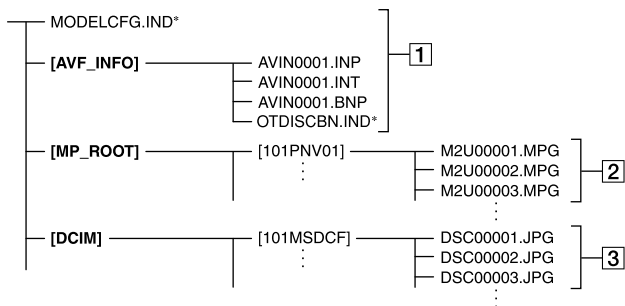 MODELCFG.IND*
[AVF_INFO]
AVIN0001.INP
AVIN0001.INT
AVIN0001.BNP
OTDISCBN.IND*
1
[MP_ROOT]
[101PNV01]
M2U00001.MPG
M2U00002.MPG
M2U00003.MPG
2
[DCIM]
[101MSDCF]
DSC00001.JPG
DSC00002.JPG
DSC00003.JPG
3